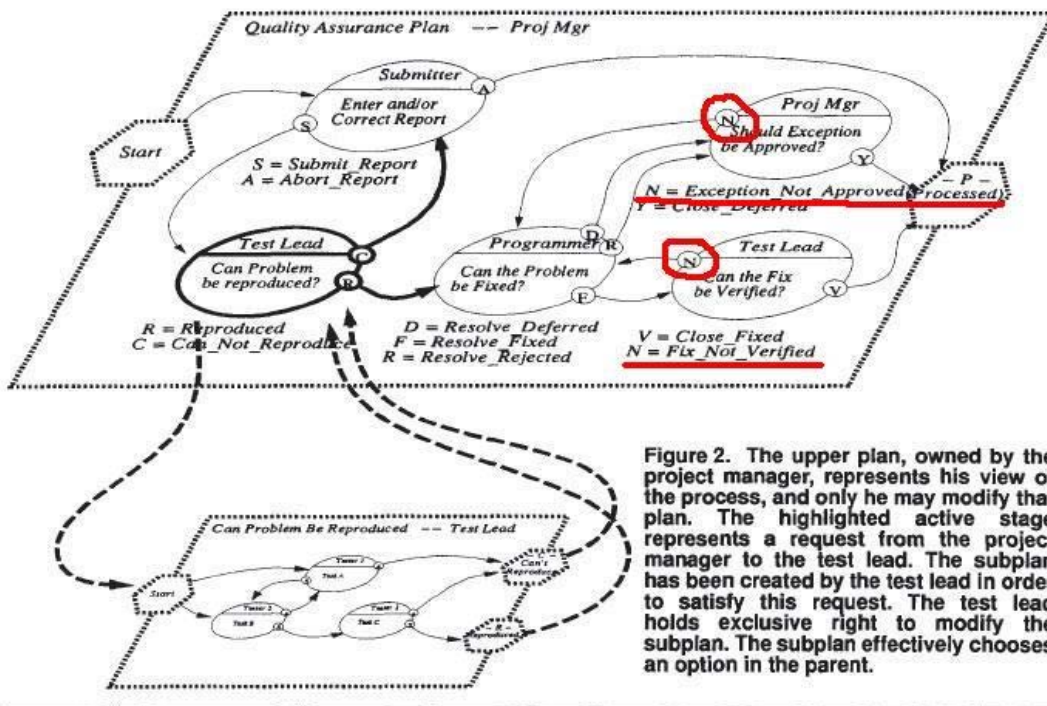 Quality Assurance Plan -- Proj Mgr
Submitter
A
Enter and/or
Correct Report
S
Start
S = Submit_Report
A = Abort_Report
Proj Mgr
N
Should Exception
be Approved?
Y
N = Exception_Not_Approved
Y = Close_Deferred
- P -
(Processed)
Test Lead
C
Can Problem
be reproduced?
R
R = Reproduced
C = Can_Not_Reproduce
Programmer
D
R
Can the Problem
be Fixed?
F
D = Resolve_Deferred
F = Resolve_Fixed
R = Resolve_Rejected
Test Lead
N
Can the Fix
be Verified?
V
V = Close_Fixed
N = Fix_Not_Verified
Can Problem Be Reproduced -- Test Lead
Start
Test A
Tester 2
Test B
Test C
- C -
Can't
Reproduce
- R -
Reproduced
Figure 2. The upper plan, owned by the
project manager, represents his view o
the process, and only he may modify tha
plan. The highlighted active stage
represents a request from the project
manager to the test lead. The subplan
has been created by the test lead in order
to satisfy this request. The test lead
holds exclusive right to modify the
subplan. The subplan effectively chooses
an option in the parent.